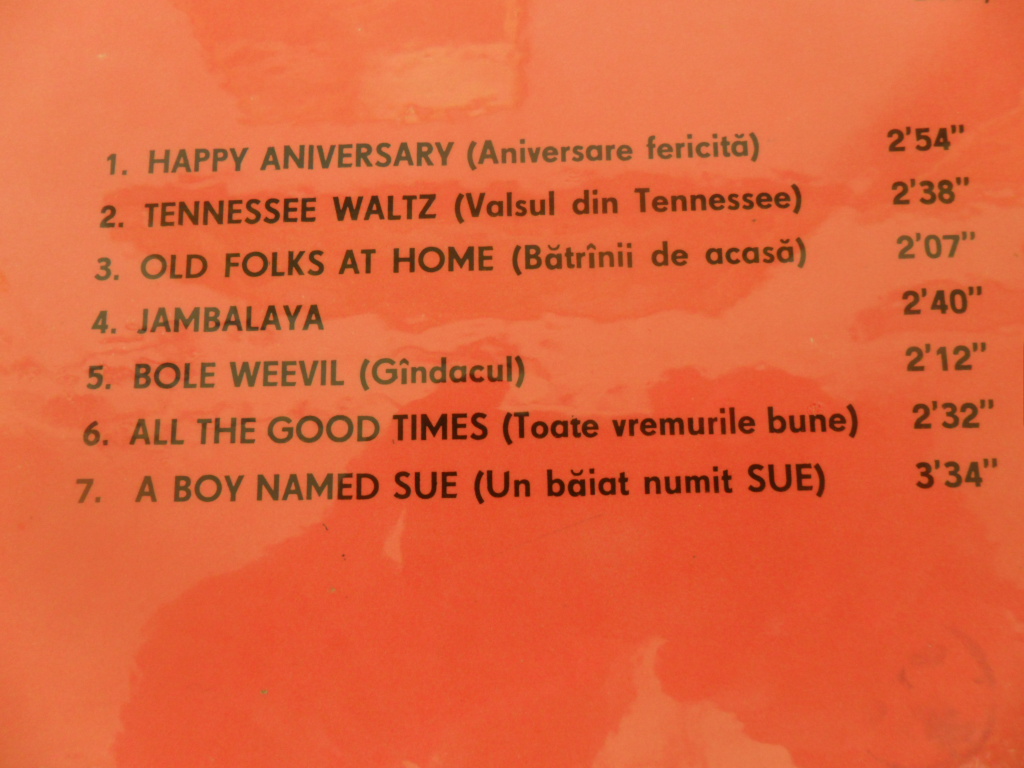 1. HAPPY ANIVERSARY (Aniversare fericită) 2'54"
2. TENNESSEE WALTZ (Valsul din Tennessee) 2'38"
3. OLD FOLKS AT HOME (Bătrînii de acasă) 2'07"
4. JAMBALAYA 2'40"
5. BOLE WEEVIL (Gîndacul) 2'12"
6. ALL THE GOOD TIMES (Toate vremurile bune) 2'32"
7. A BOY NAMED SUE (Un băiat numit SUE) 3'34"